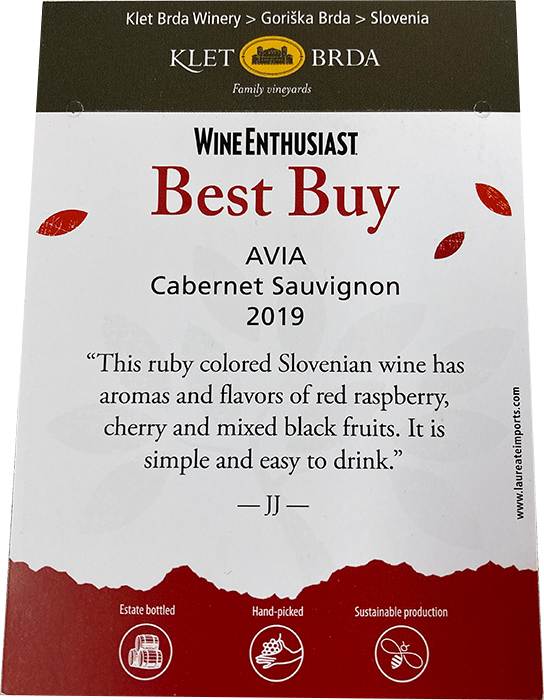 Klet Brda Winery > Goriška Brda > Slovenia
KLET BRDA
Family vineyards
WINE ENTHUSIAST
Best Buy
AVIA
Cabernet Sauvignon
2019
“This ruby colored Slovenian wine has
aromas and flavors of red raspberry,
cherry and mixed black fruits. It is
simple and easy to drink.”
— JJ —
www.laureateimports.com
Estate bottled
Hand-picked
Sustainable production